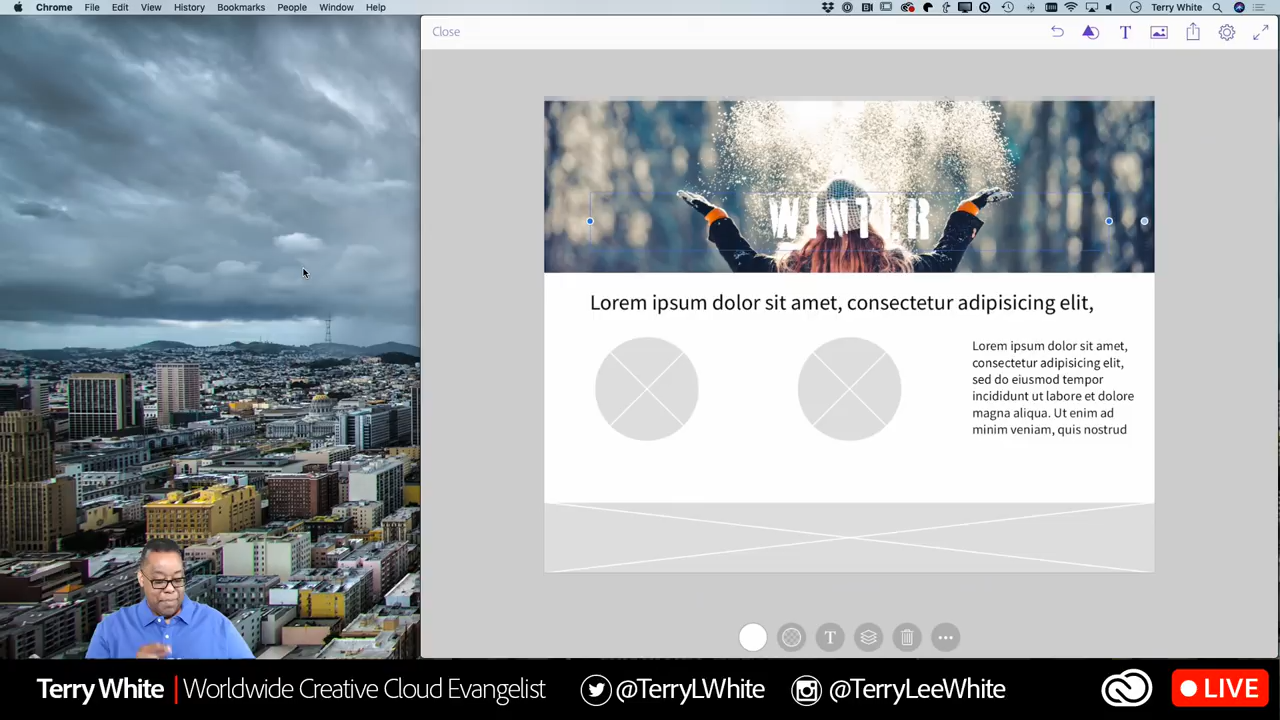 Chrome File Edit View History Bookmarks People Window Help
Terry White
Close
T
WINTER
Lorem ipsum dolor sit amet, consectetur adipisicing elit,
Lorem ipsum dolor sit amet,
consectetur adipisicing elit,
sed do eiusmod tempor
incididunt ut labore et dolore
magna aliqua. Ut enim ad
minim veniam, quis nostrud
T
Terry White | Worldwide Creative Cloud Evangelist
@TerryLWhite
@TerryLeeWhite
LIVE